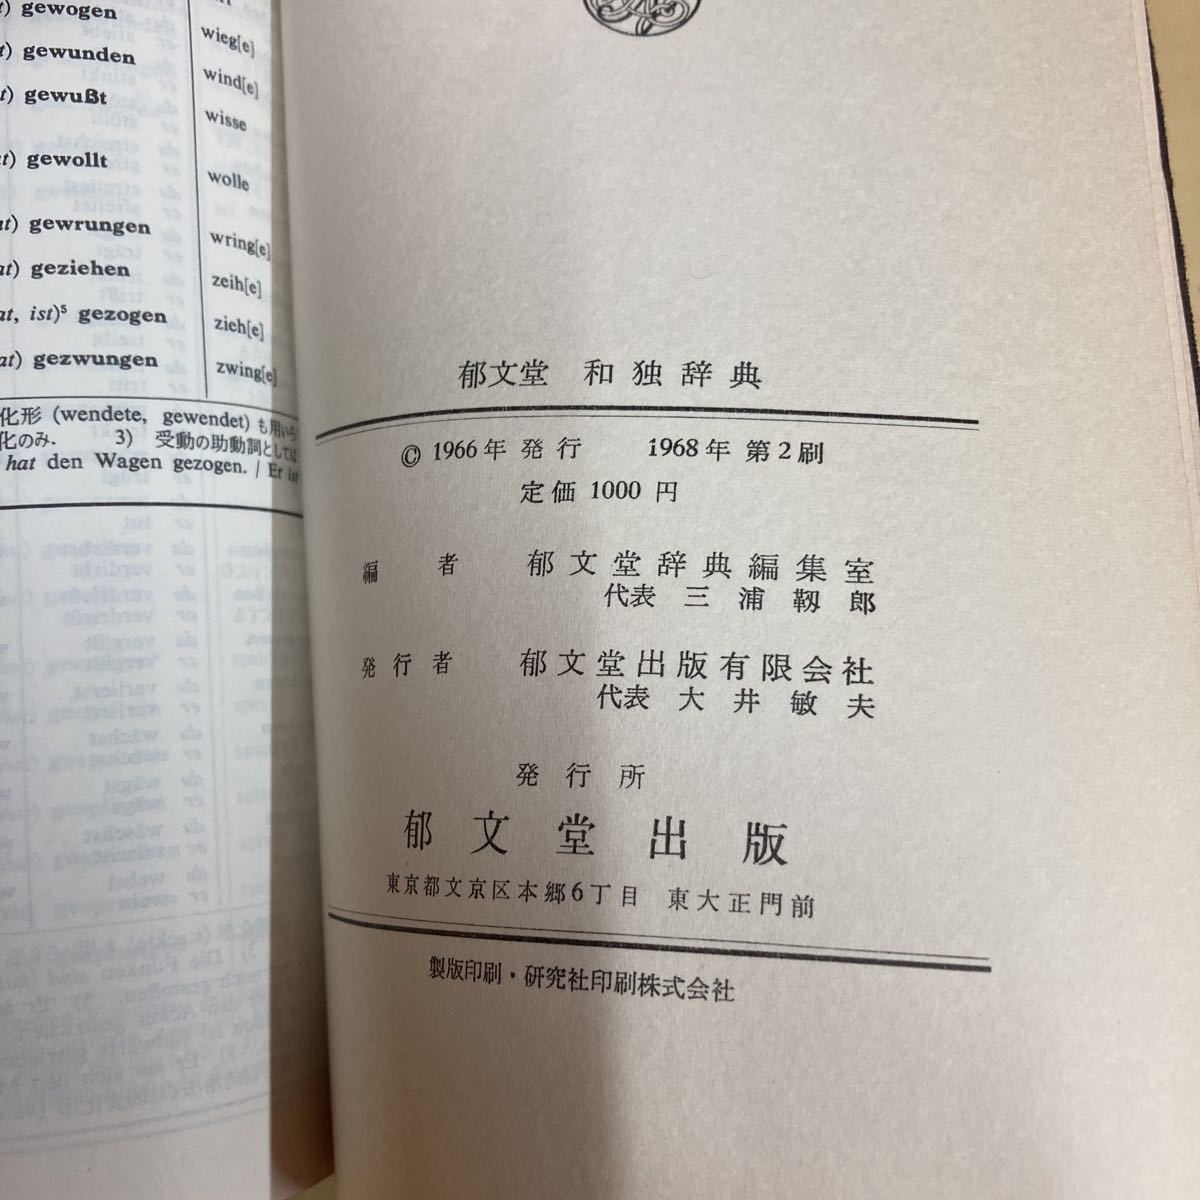 t) gewogen
wieg[e]
t) gewunden
wind[e]
t) gewußt
wisse
t) gewollt
wolle
at) gewrungen
wring[e]
at) geziehen
zeih[e]
at, ist)⁵ gezogen
zieh[e]
at) gezwungen
zwing[e]
化形 (wendete, gewendet) も用いら
化のみ. 3) 受動の助動詞としては
hat den Wagen gezogen. / Er ist
郁文堂 和独辞典
© 1966年 発行 1968年 第2刷
定価 1000 円
編者 郁文堂辞典編集室
代表 三浦靱郎
発行者 郁文堂出版有限会社
代表 大井敏夫
発行所
郁文堂出版
東京都文京区本郷6丁目 東大正門前
製版印刷・研究社印刷株式会社